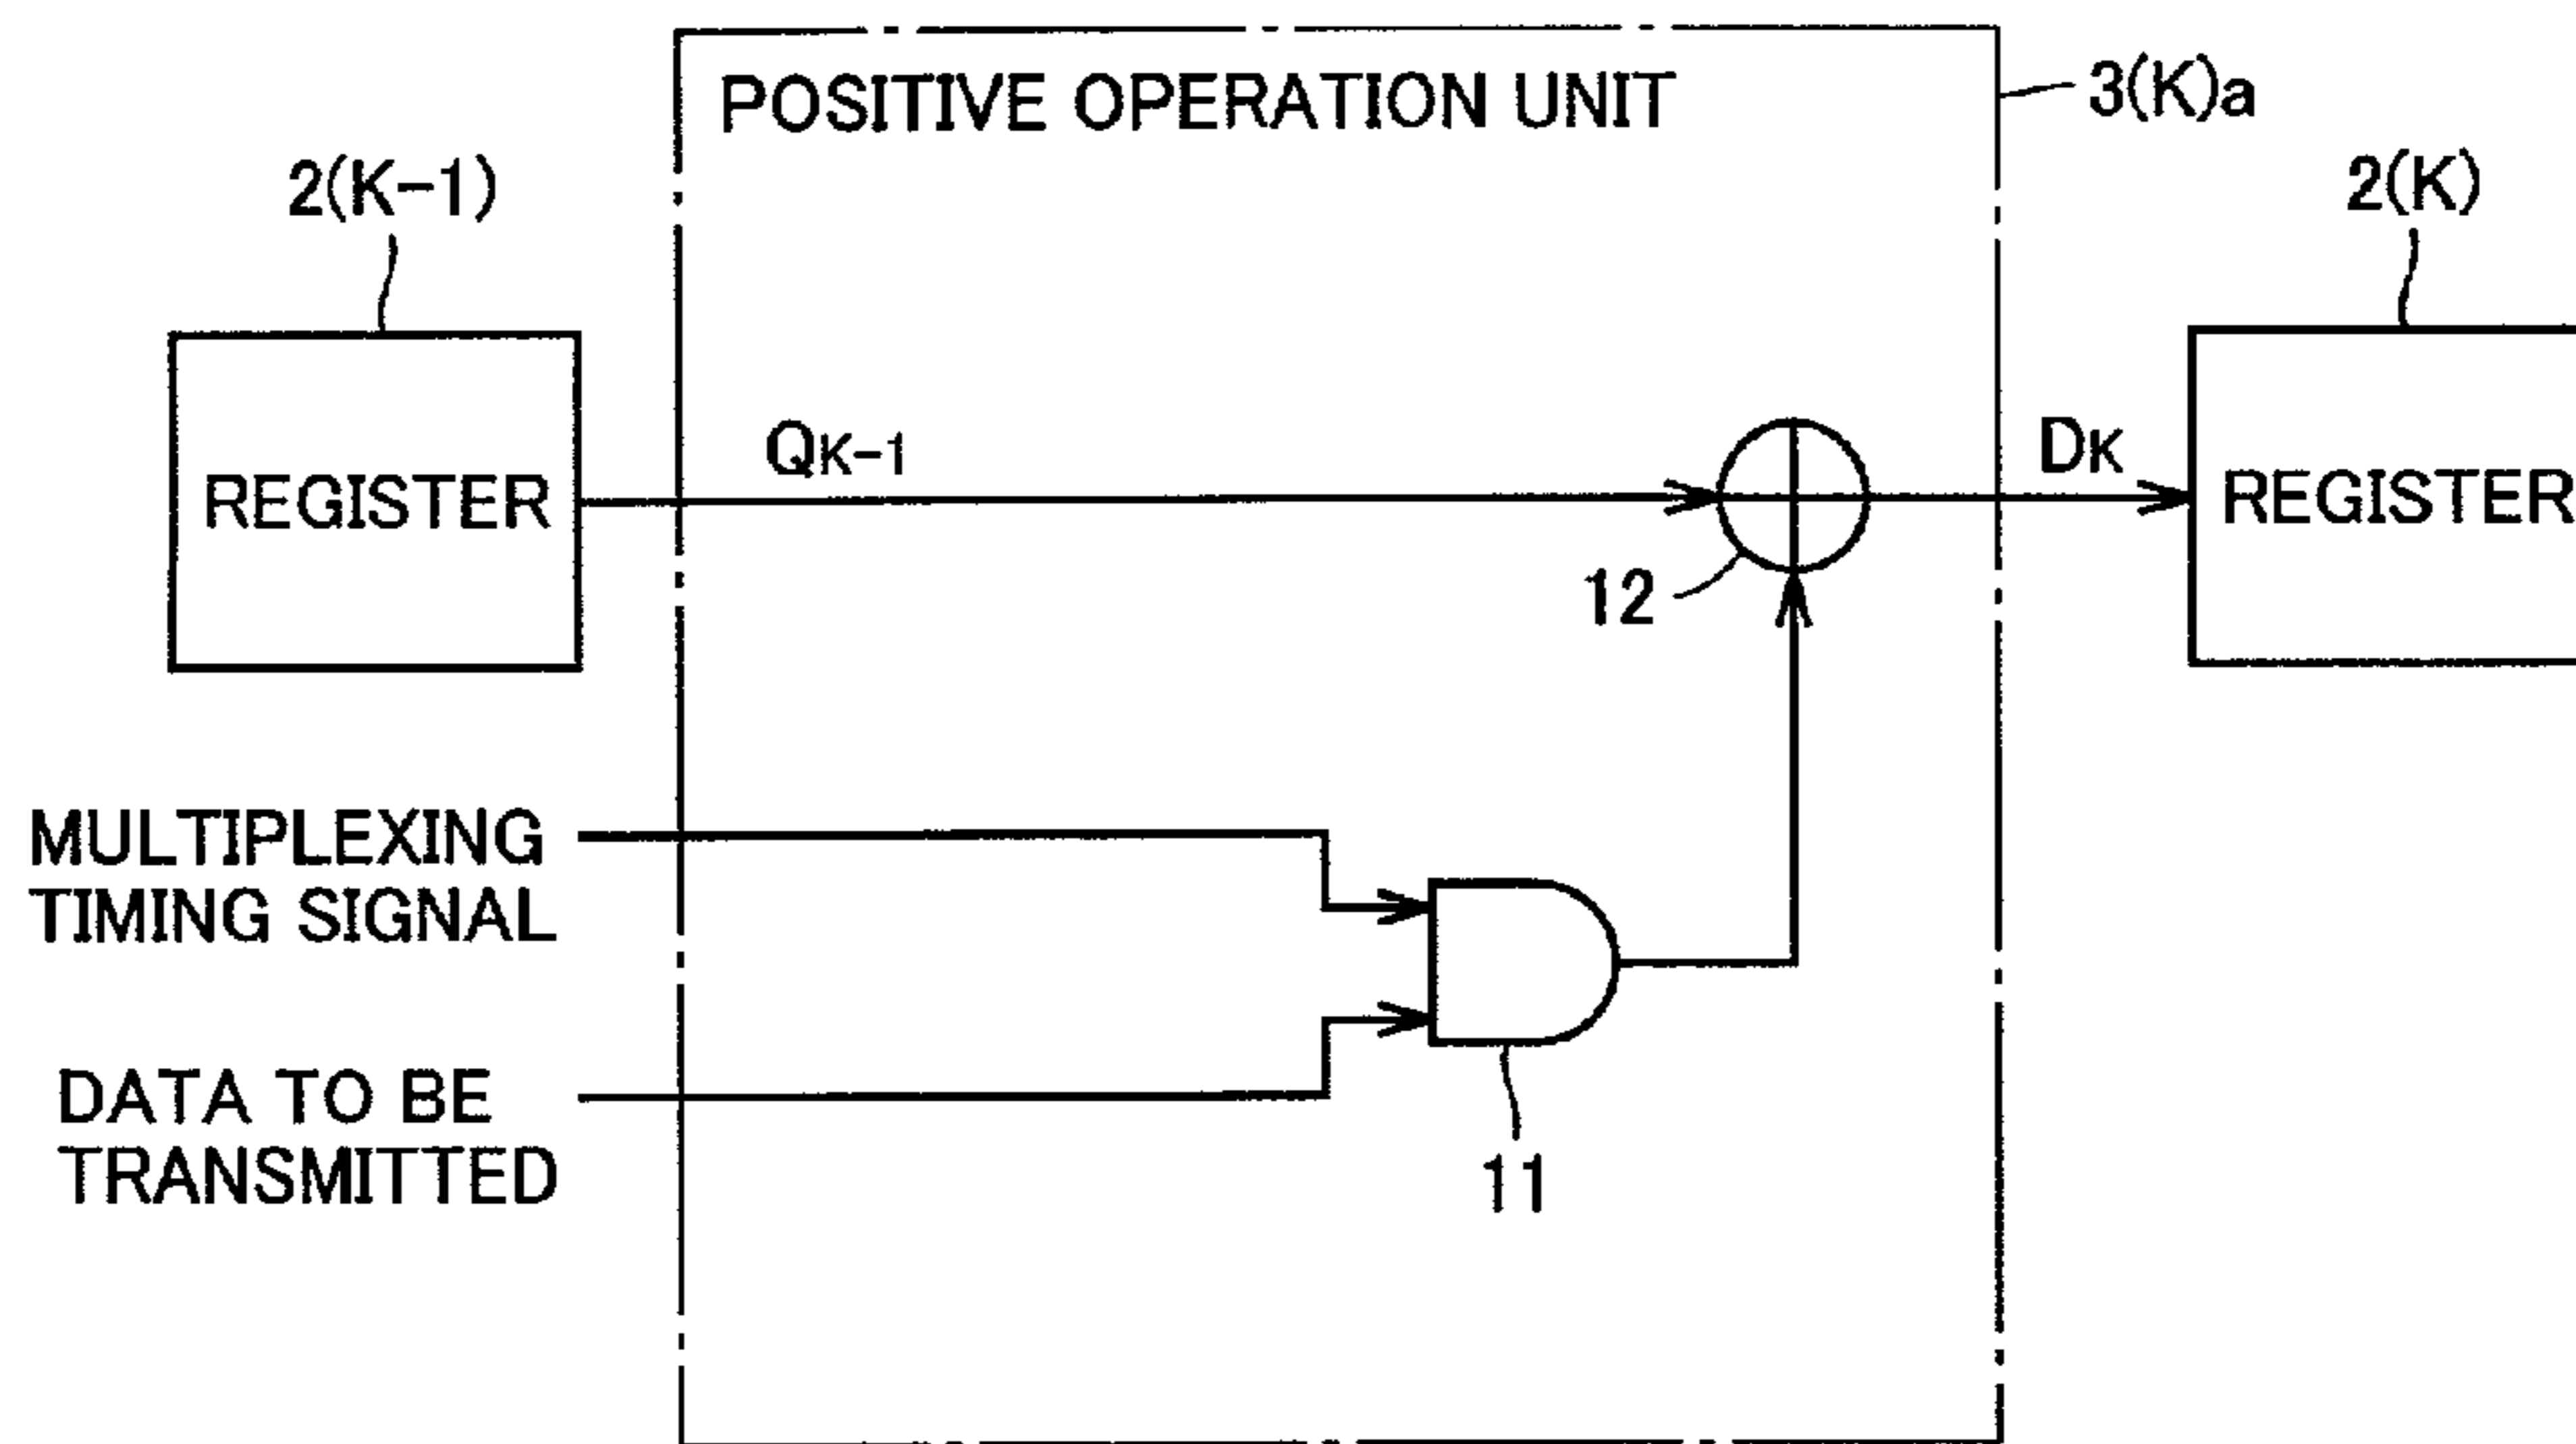 POSITIVE OPERATION UNIT
3(K)a
2(K-1)
2(K)
REGISTER
QK-1
12
DK
REGISTER
MULTIPLEXING
TIMING SIGNAL
DATA TO BE
TRANSMITTED
11